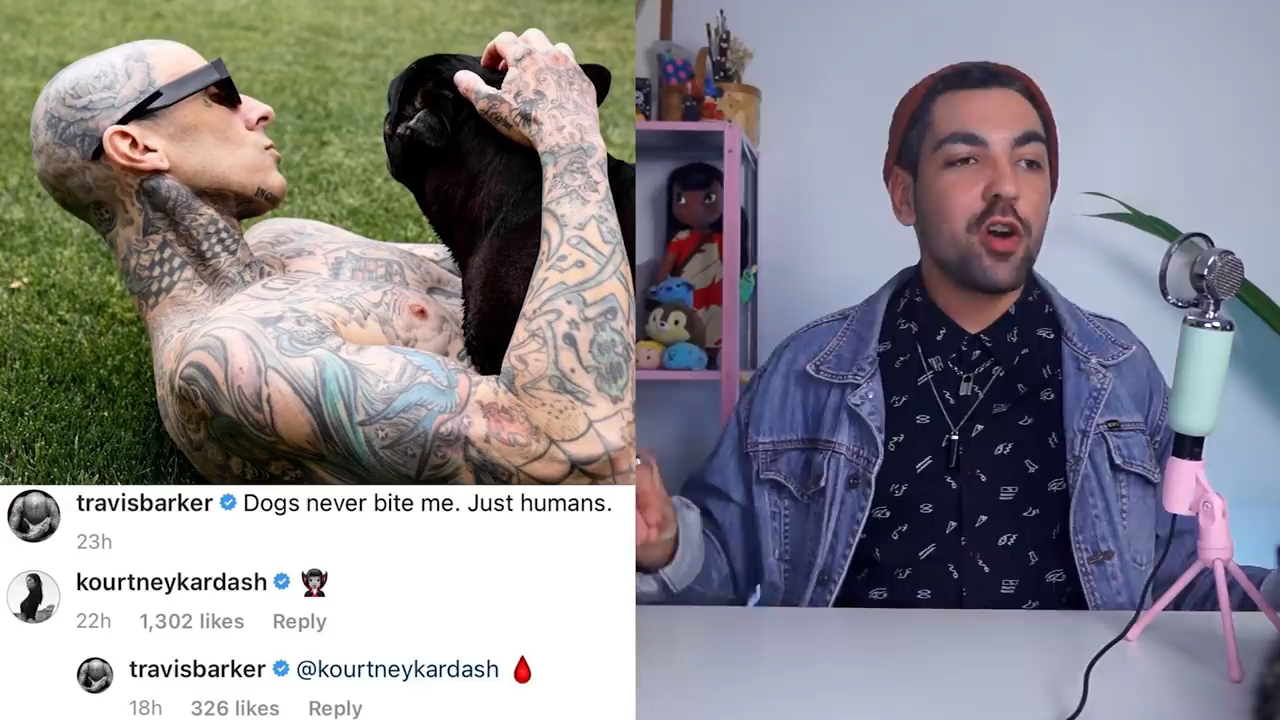 travisbarker Dogs never bite me. Just humans.
23h
kourtneykardash 🧛
22h 1,302 likes Reply
travisbarker @kourtneykardash 🩸
18h 326 likes Reply